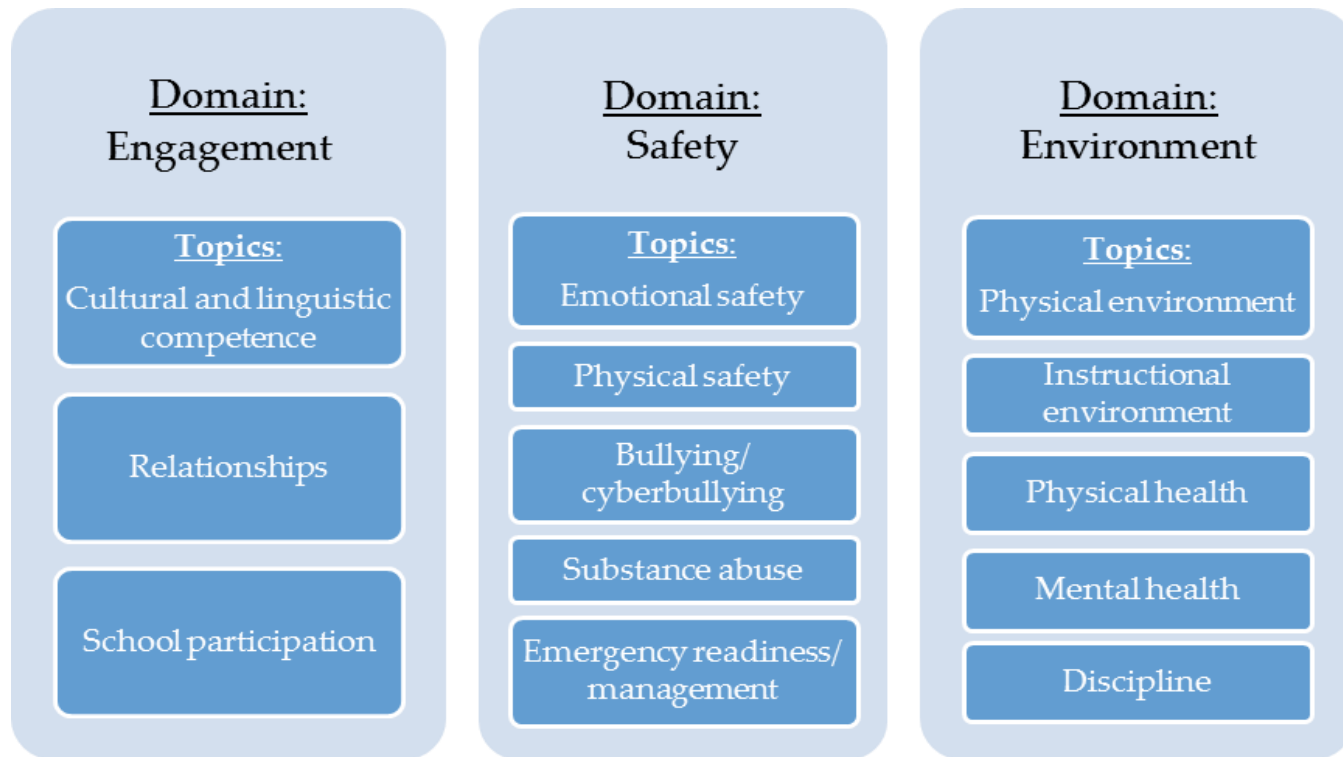 Domain:
Engagement
Topics:
Cultural and linguistic
competence
Relationships
School participation
Domain:
Safety
Topics:
Emotional safety
Physical safety
Bullying/
cyberbullying
Substance abuse
Emergency readiness/
management
Domain:
Environment
Topics:
Physical environment
Instructional
environment
Physical health
Mental health
Discipline